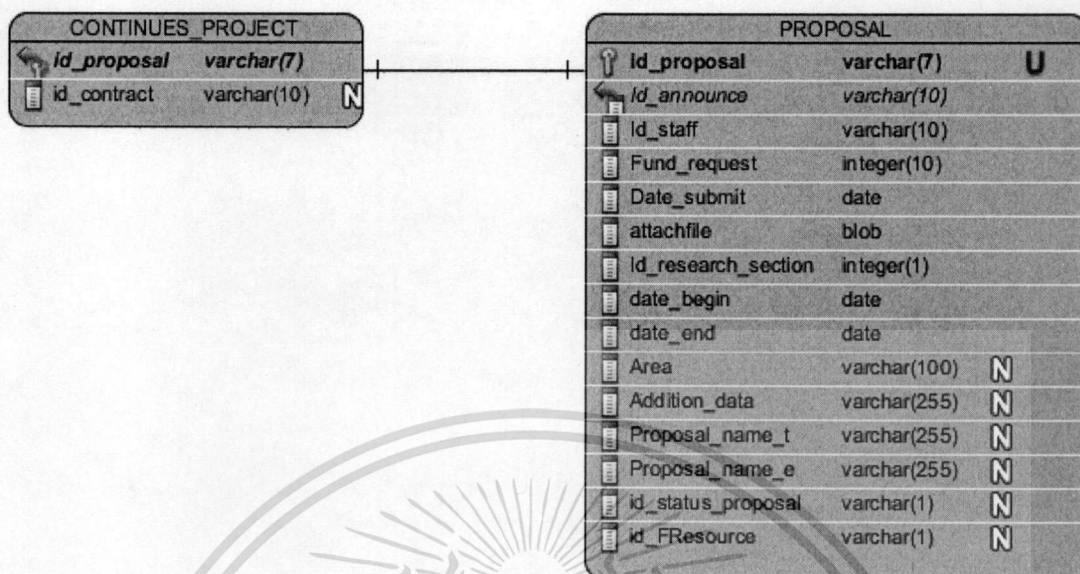 CONTINUES_PROJECT
id_proposal varchar(7)
id_contract varchar(10) N
PROPOSAL
id_proposal varchar(7) U
Id_announce varchar(10)
Id_staff varchar(10)
Fund_request integer(10)
Date_submit date
attachfile blob
Id_research_section integer(1)
date_begin date
date_end date
Area varchar(100) N
Addition_data varchar(255) N
Proposal_name_t varchar(255) N
Proposal_name_e varchar(255) N
id_status_proposal varchar(1) N
id_FResource varchar(1) N